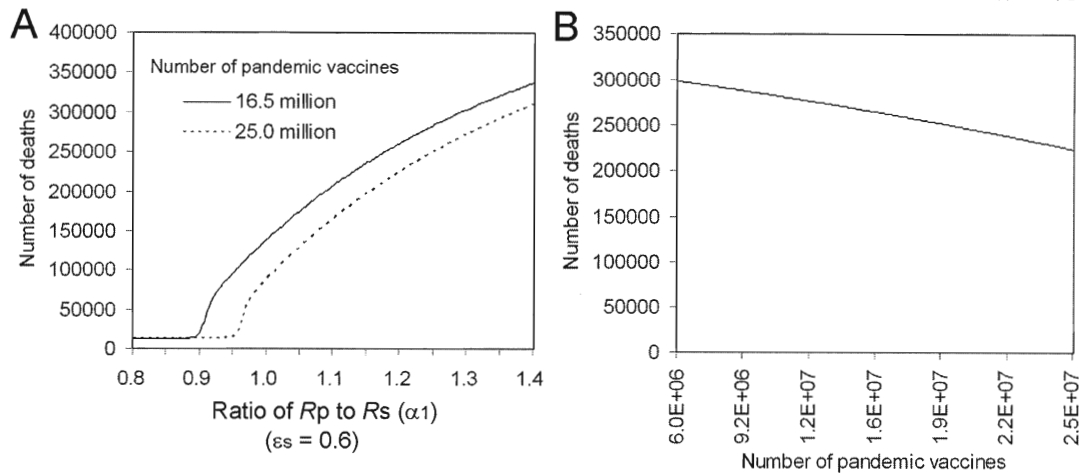 A
400000
350000
300000
250000
200000
150000
100000
50000
0
Number of deaths
Number of pandemic vaccines
16.5 million
25.0 million
0.8 0.9 1.0 1.1 1.2 1.3 1.4
Ratio of Rp to Rs (α1)
(εs = 0.6)
B
350000
300000
250000
200000
150000
100000
50000
0
Number of deaths
6.0E+06
9.2E+06
1.2E+07
1.6E+07
1.9E+07
2.2E+07
2.5E+07
Number of pandemic vaccines